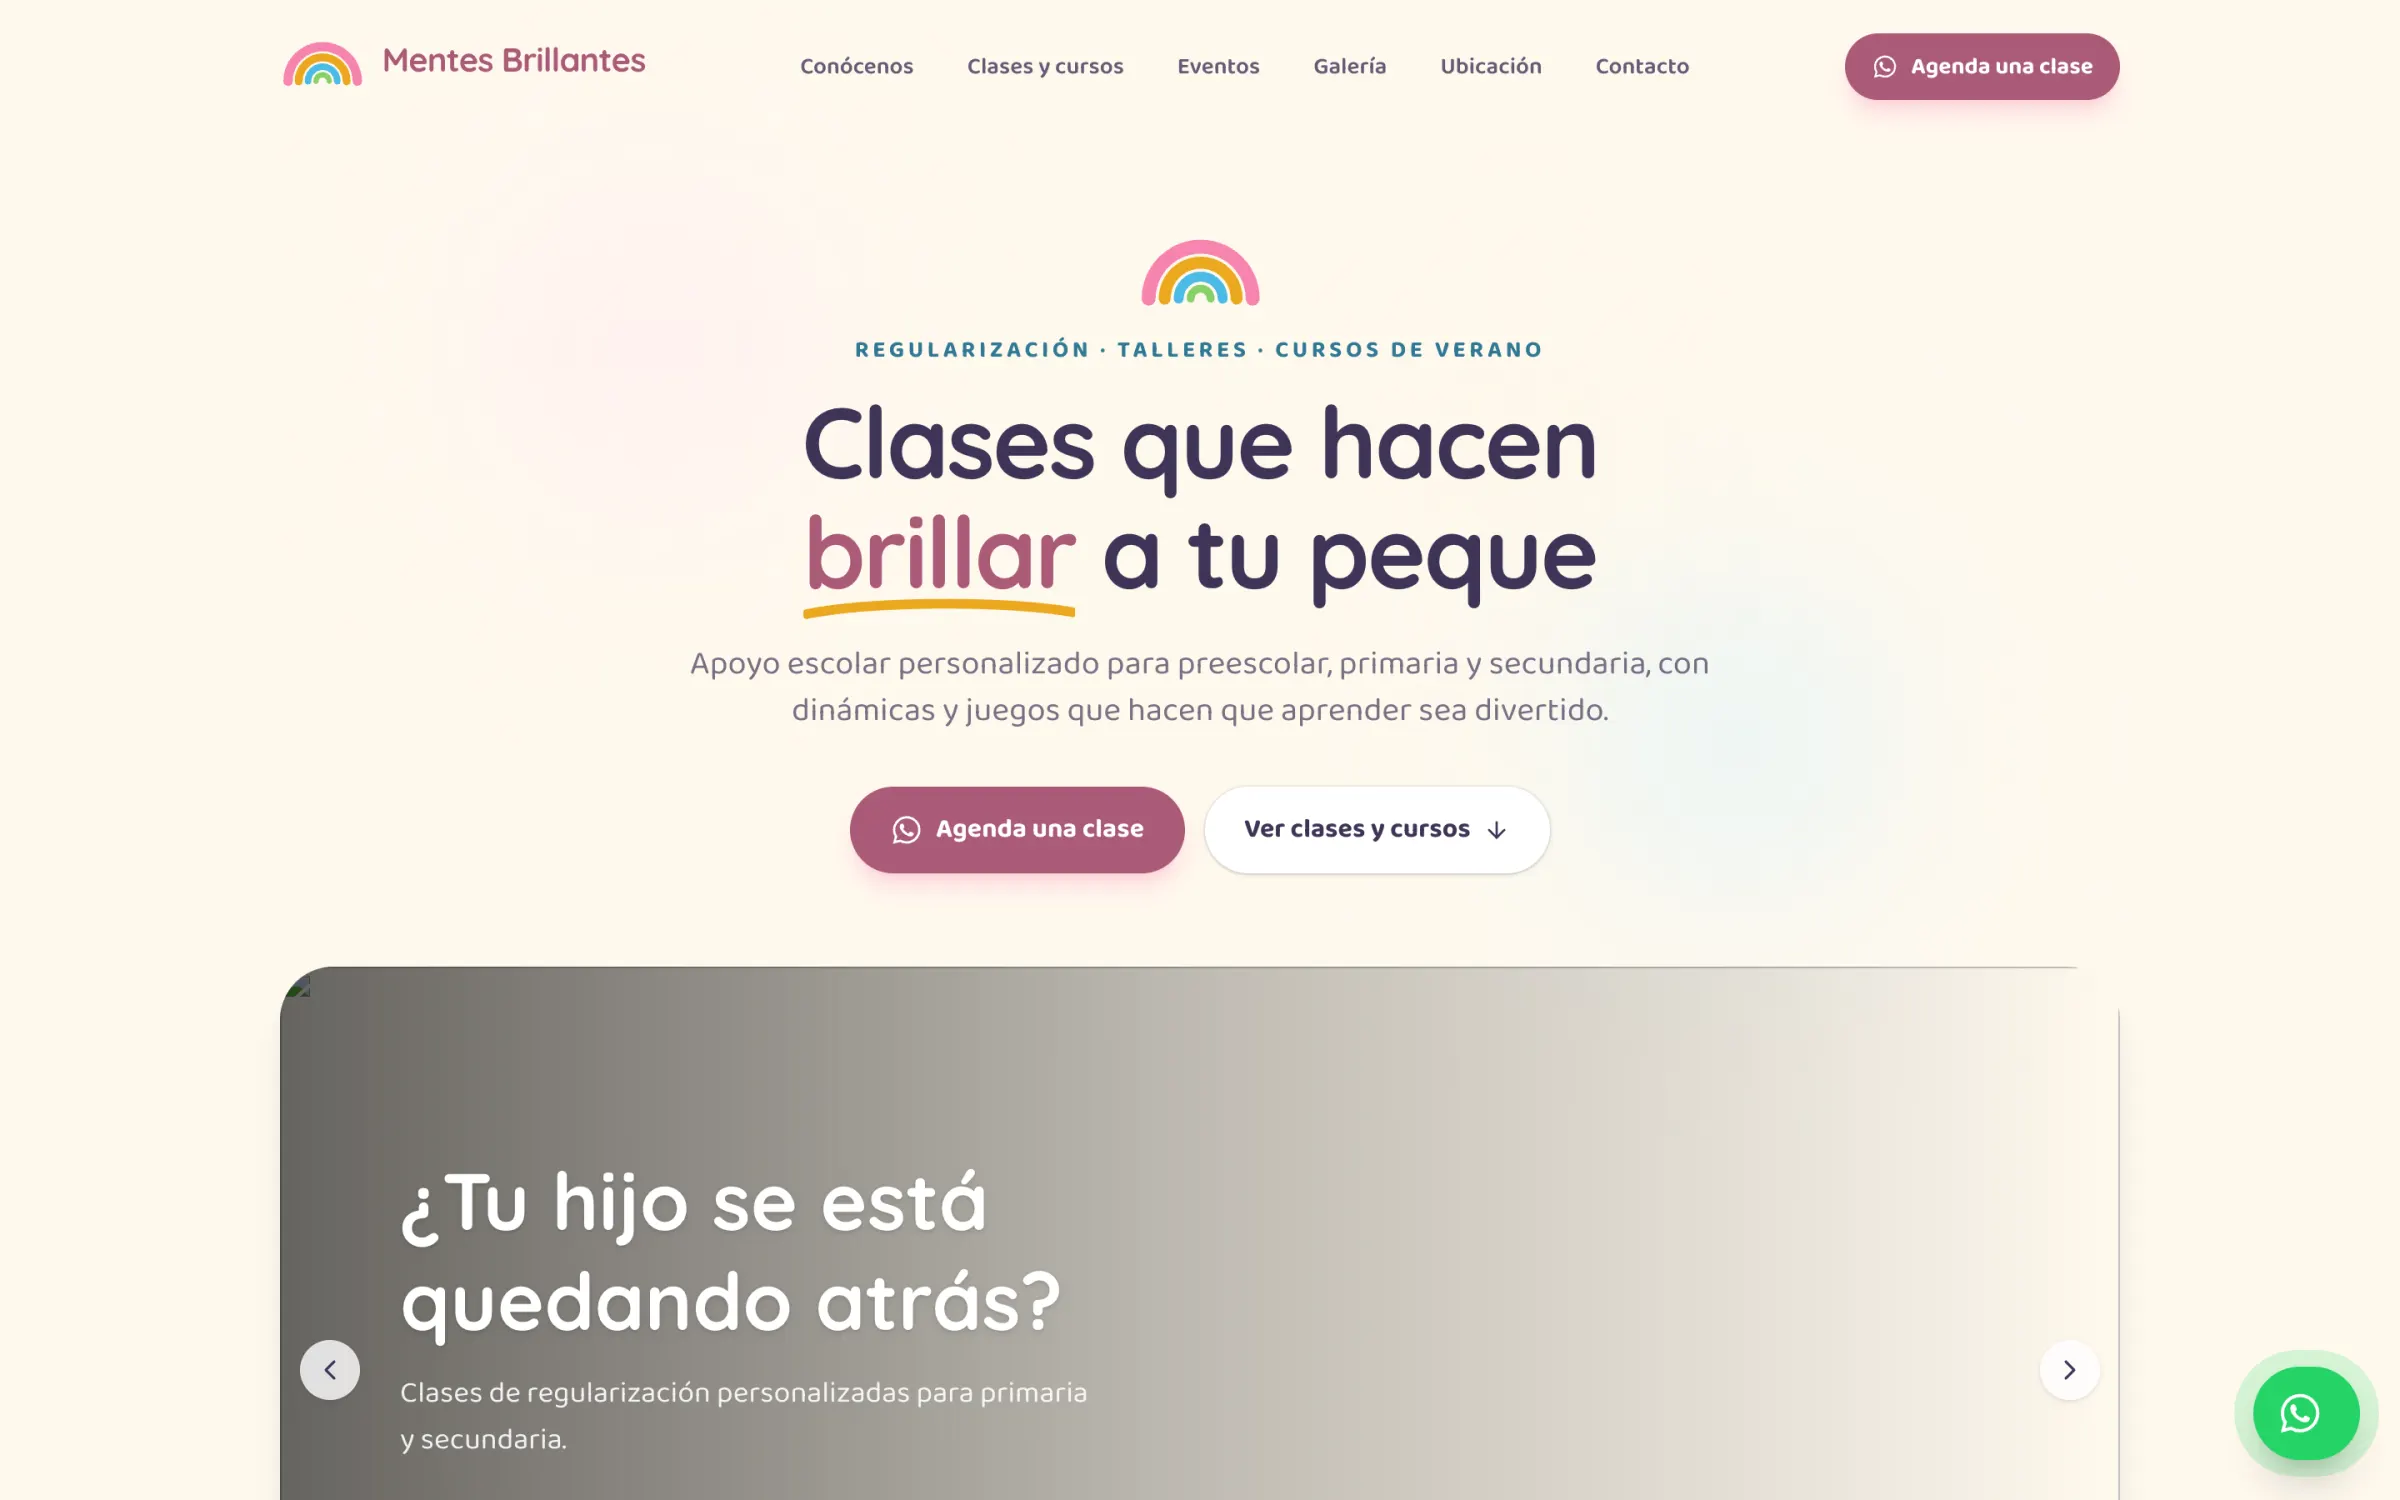 Mentes Brillantes
Conócenos
Clases y cursos
Eventos
Galería
Ubicación
Contacto
Agenda una clase
REGULARIZACIÓN · TALLERES · CURSOS DE VERANO
Clases que hacen
brillar a tu peque
Apoyo escolar personalizado para preescolar, primaria y secundaria, con
dinámicas y juegos que hacen que aprender sea divertido.
Agenda una clase
Ver clases y cursos
¿Tu hijo se está
quedando atrás?
Clases de regularización personalizadas para primaria
y secundaria.